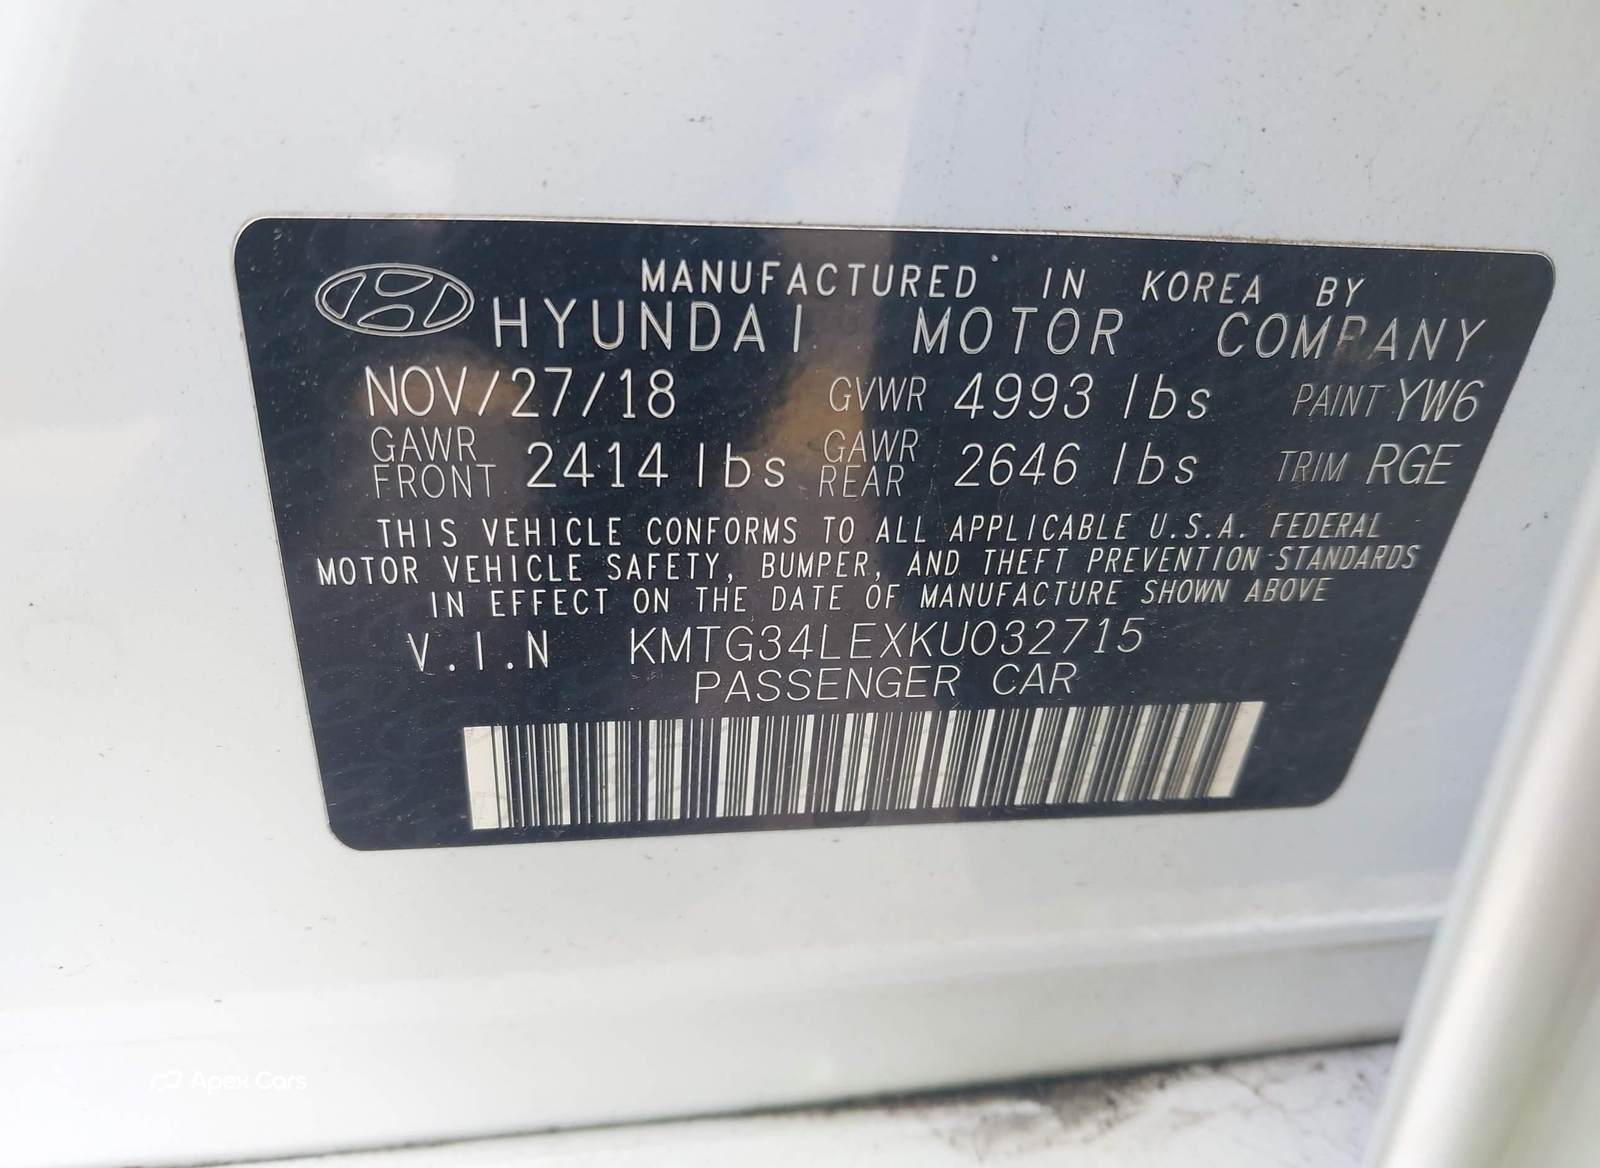 MANUFACTURED IN KOREA BY
HYUNDAI MOTOR COMPANY
NOV/27/18 GVWR 4993 lbs PAINT YW6
GAWR FRONT 2414 lbs GAWR REAR 2646 lbs TRIM RGE
THIS VEHICLE CONFORMS TO ALL APPLICABLE U.S.A. FEDERAL
MOTOR VEHICLE SAFETY, BUMPER, AND THEFT PREVENTION STANDARDS
IN EFFECT ON THE DATE OF MANUFACTURE SHOWN ABOVE
V.I.N KMTG34LEXKU032715
PASSENGER CAR
Apex Cars